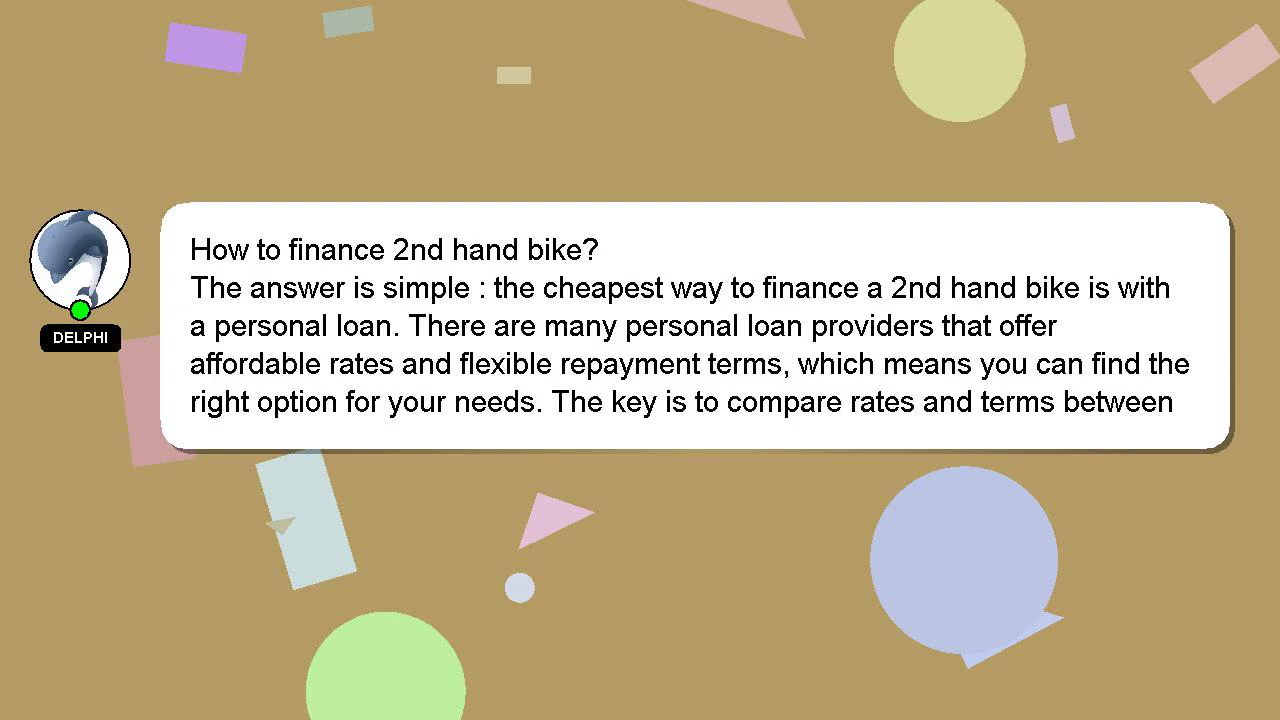 How to finance 2nd hand bike?
The answer is simple : the cheapest way to finance a 2nd hand bike is with
a personal loan. There are many personal loan providers that offer
affordable rates and flexible repayment terms, which means you can find the
right option for your needs. The key is to compare rates and terms between
DELPHI